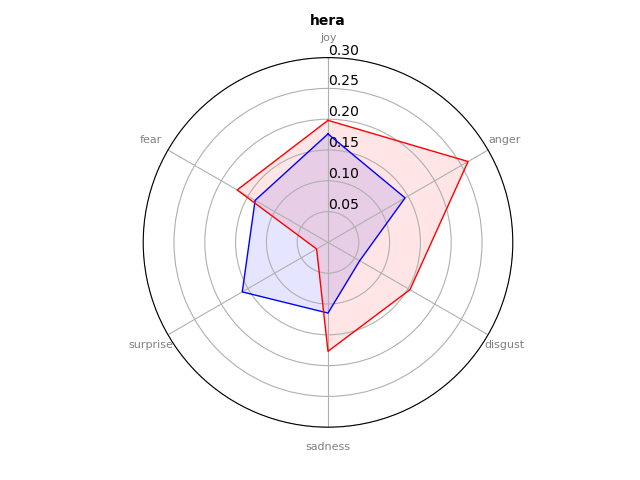 hera
joy
0.30
0.25
0.20
0.15
0.10
0.05
fear
anger
surprise
disgust
sadness